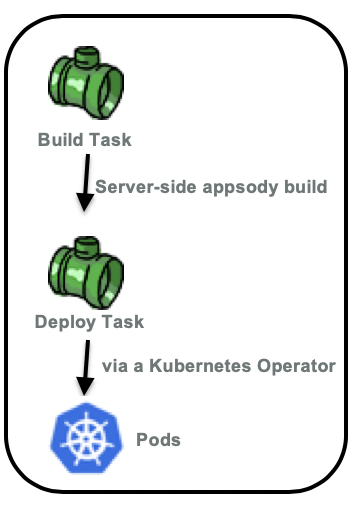 Build Task
Server-side appsody build
Deploy Task
via a Kubernetes Operator
Pods